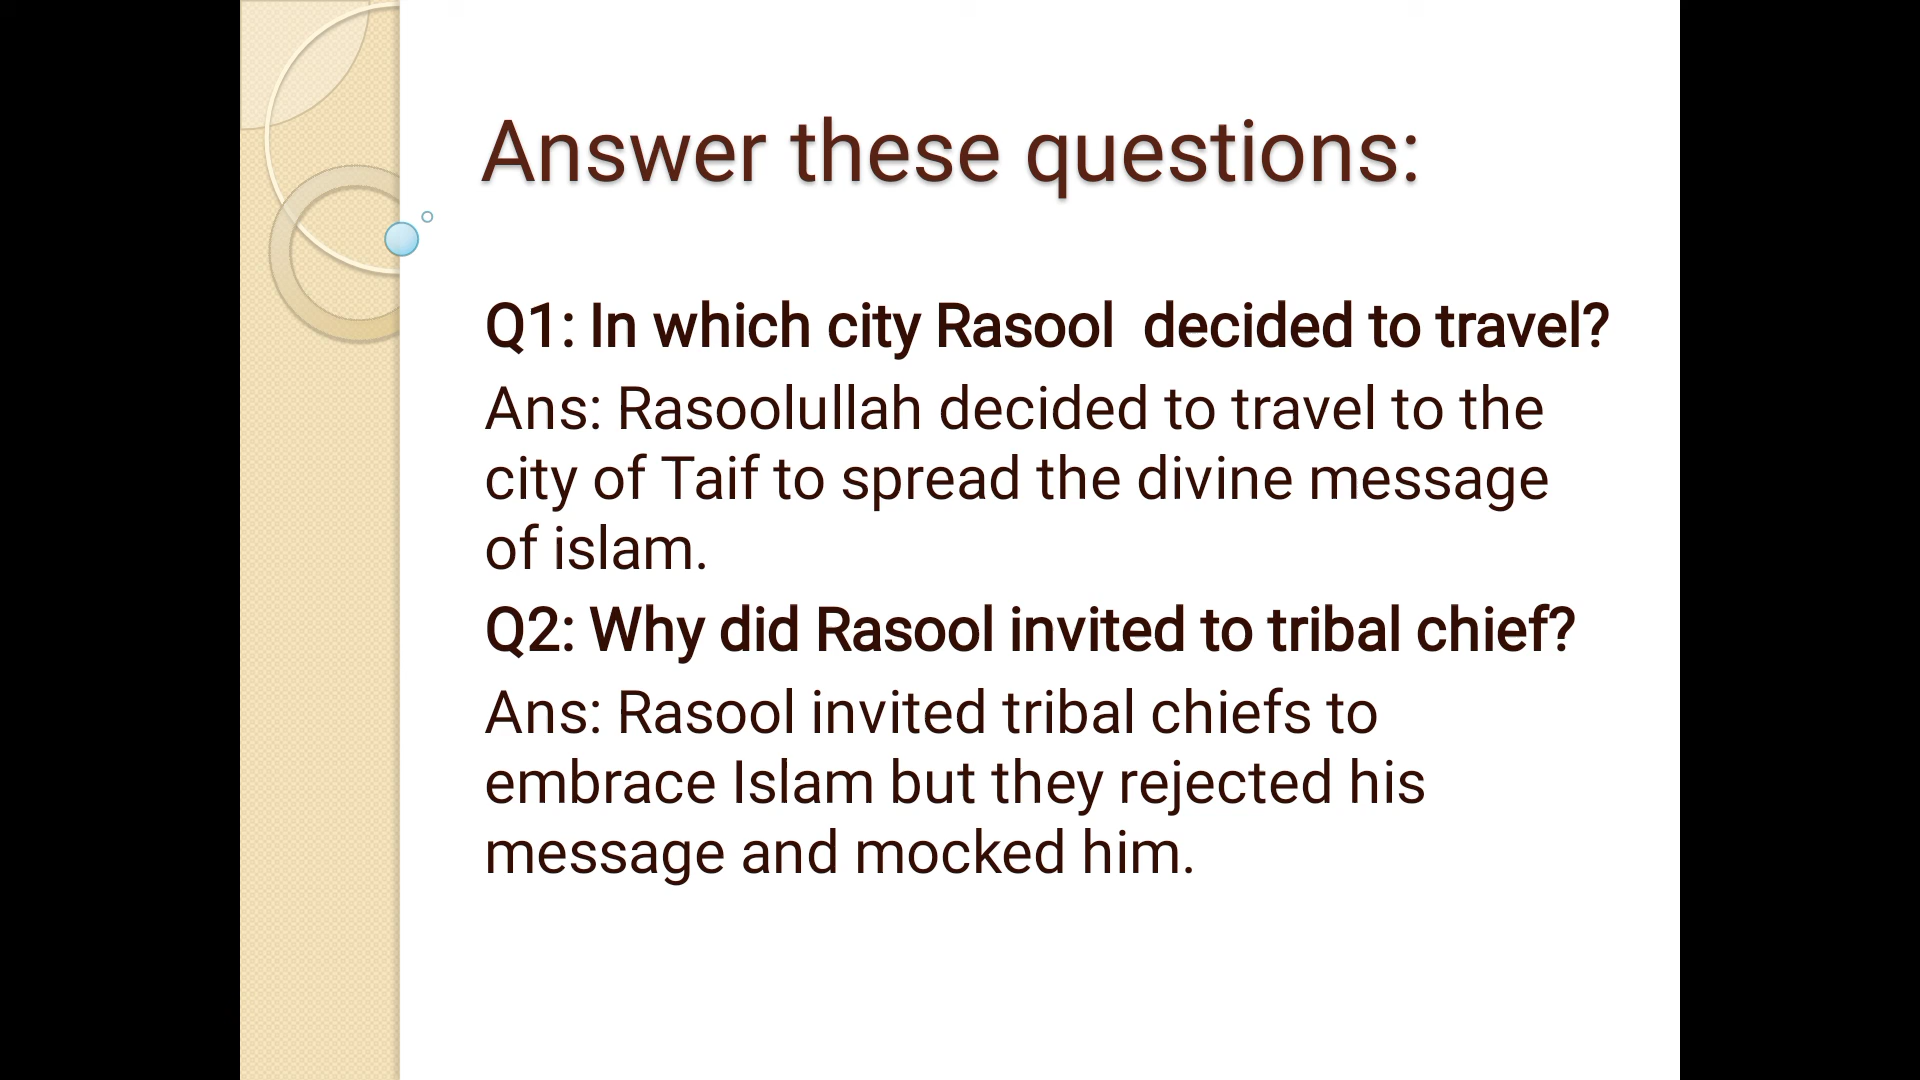 Answer these questions:
Q1: In which city Rasool  decided to travel?
Ans: Rasoolullah decided to travel to the
city of Taif to spread the divine message
of islam.
Q2: Why did Rasool invited to tribal chief?
Ans: Rasool invited tribal chiefs to
embrace Islam but they rejected his
message and mocked him.